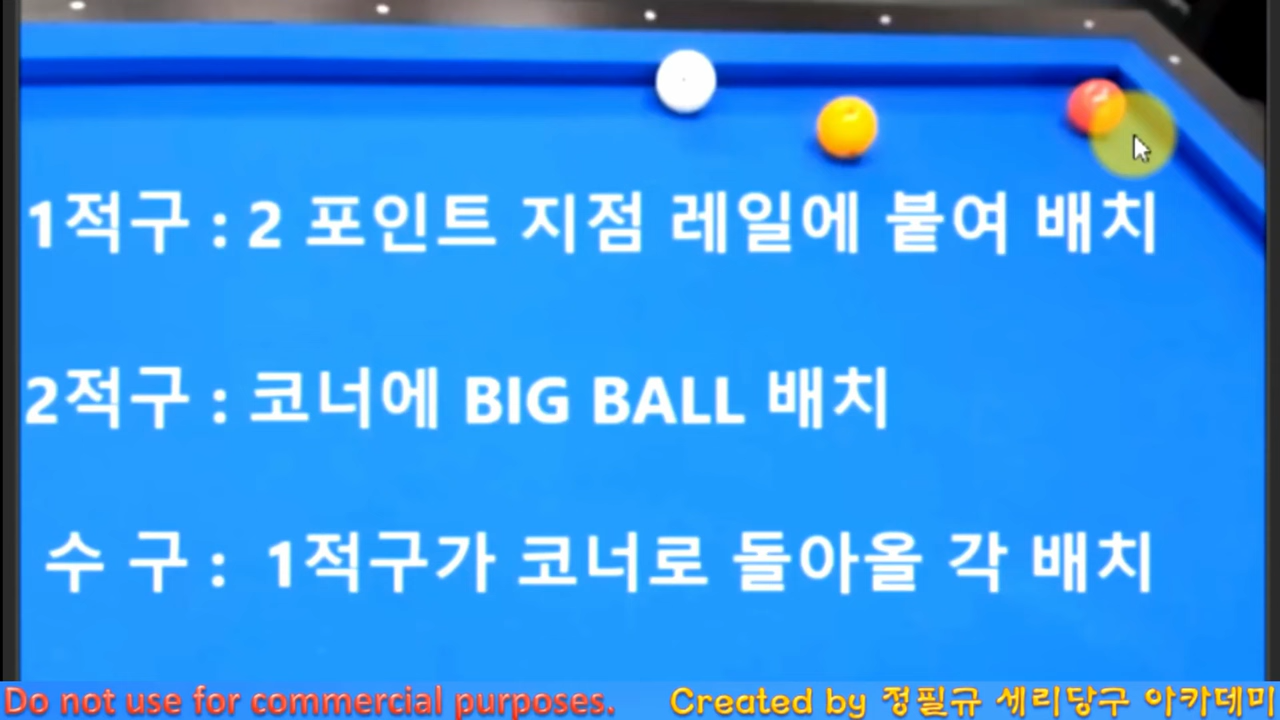 1적구 : 2 포인트 지점 레일에 붙여 배치
2적구 : 코너에 BIG BALL 배치
수 구 : 1적구가 코너로 돌아올 각 배치
Do not use for commercial purposes. Created by 정필규 세리당구 아카데미